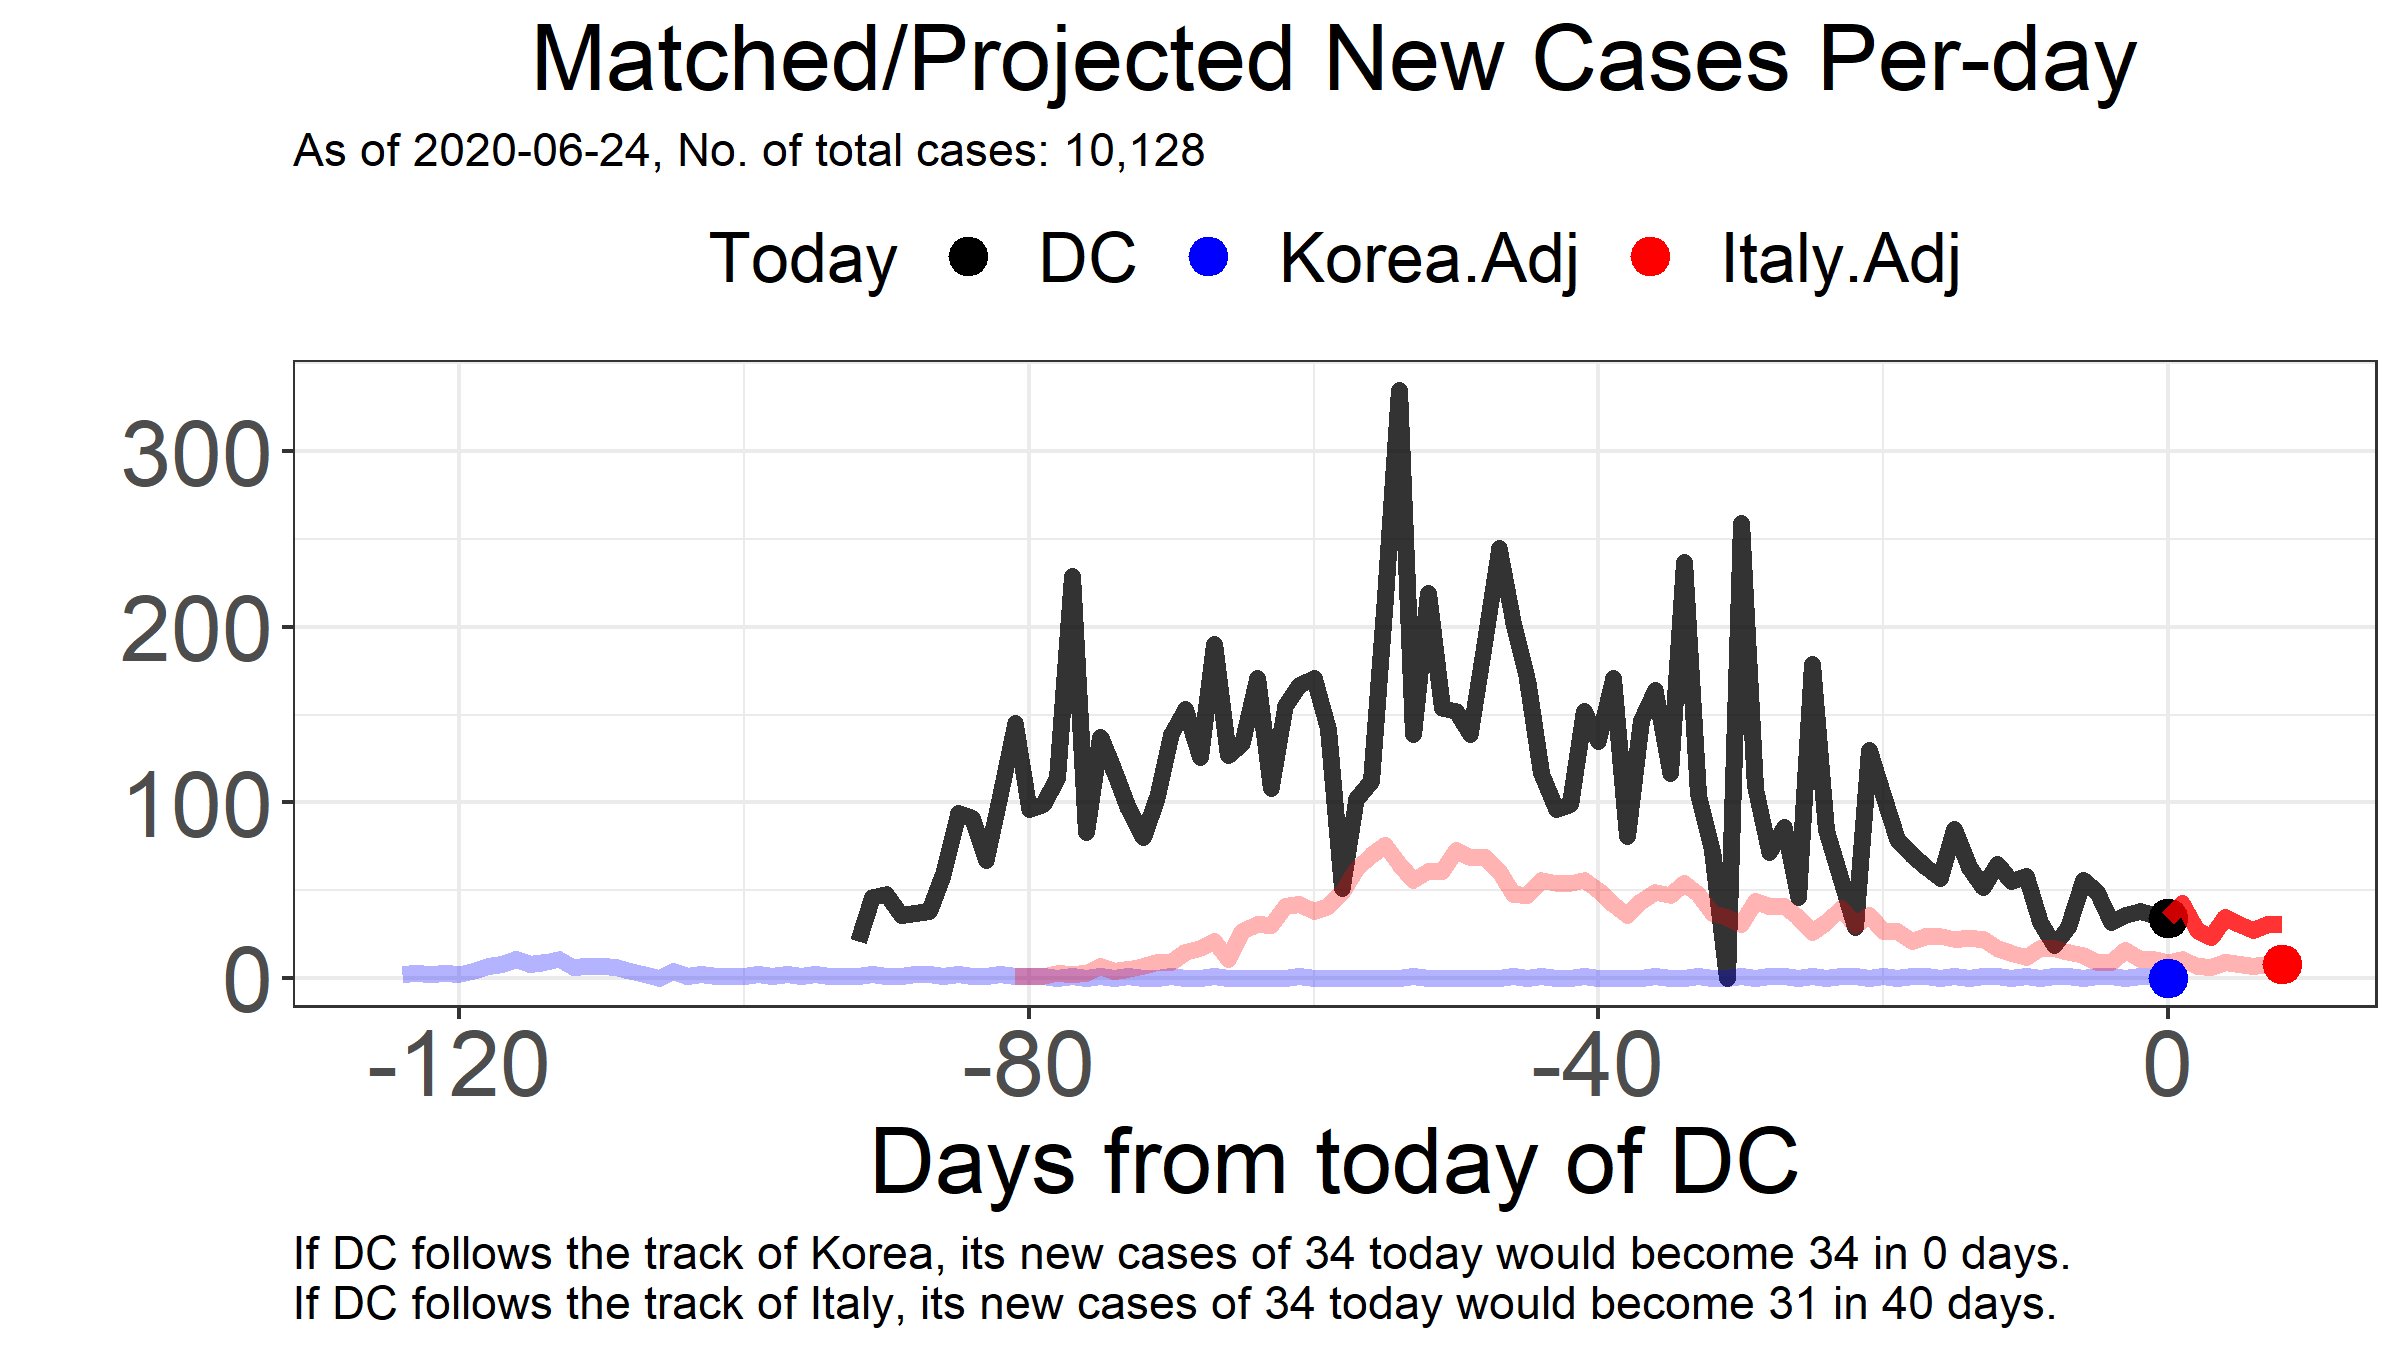 Matched/Projected New Cases Per-day
As of 2020-06-24, No. of total cases: 10,128
Today DC Korea.Adj Italy.Adj
300
200
100
0
-120 -80 -40 0
Days from today of DC
If DC follows the track of Korea, its new cases of 34 today would become 34 in 0 days.
If DC follows the track of Italy, its new cases of 34 today would become 31 in 40 days.